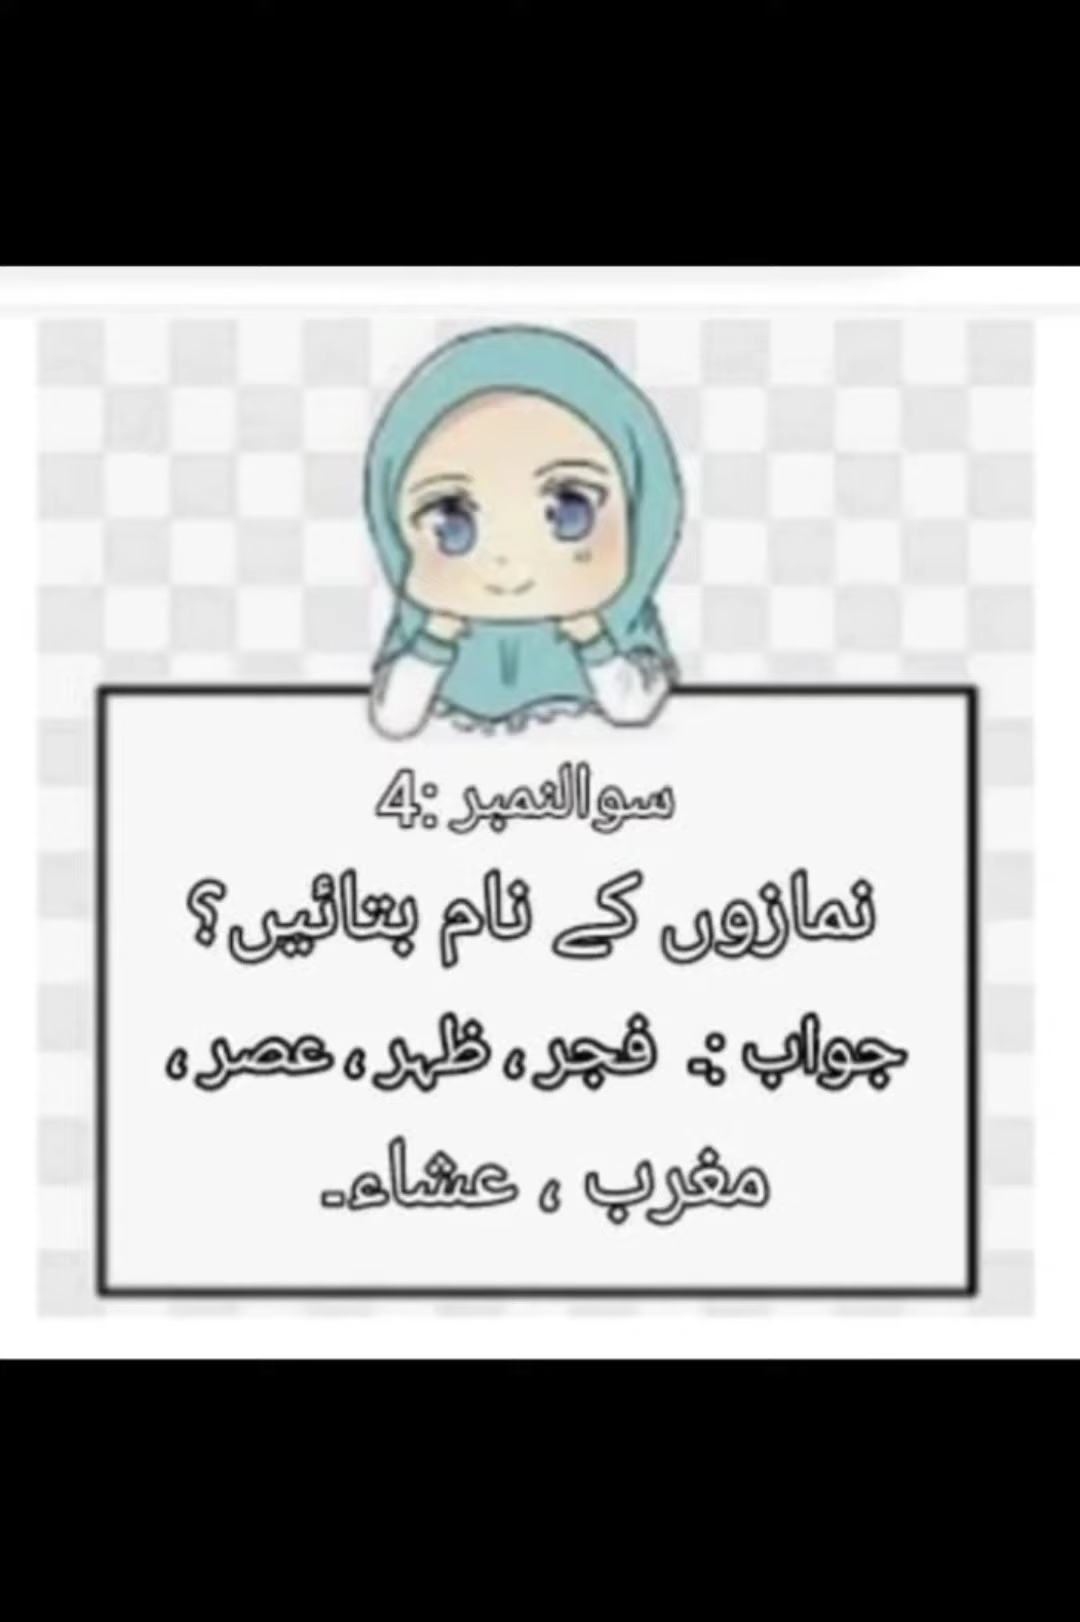 سوالنمبر :4
نمازوں کے نام بتائیں؟
جواب :۔ فجر، ظہر، عصر،
مغرب ، عشاء۔